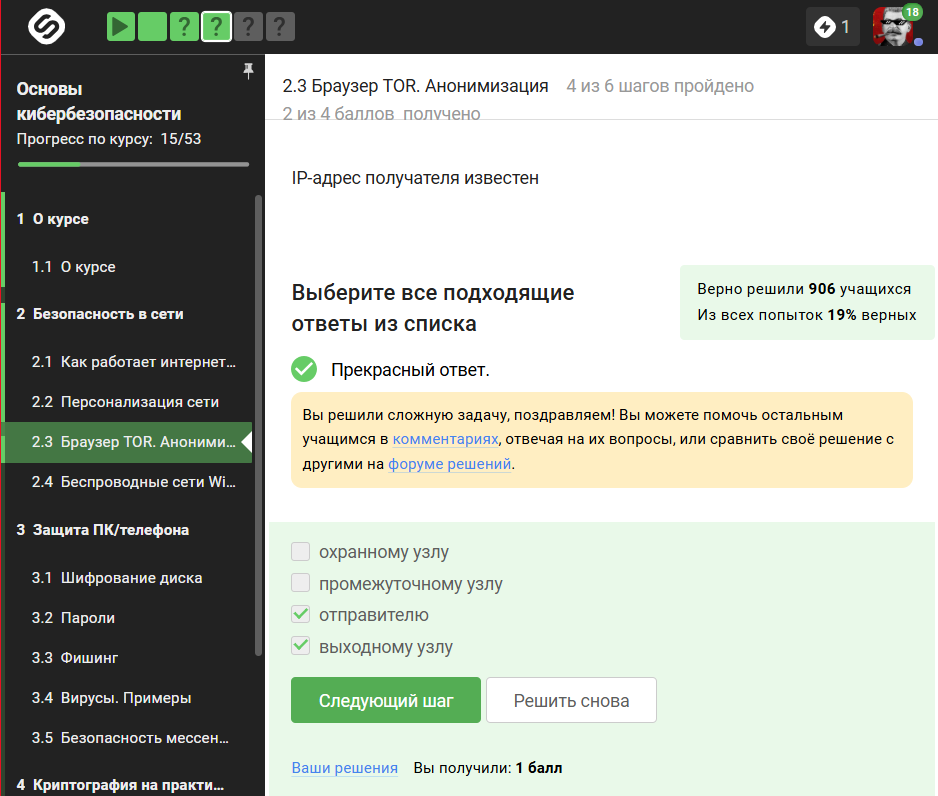 ? ? ? ?
1
18
Основы
кибербезопасности
Прогресс по курсу: 15/53
1 О курсе
1.1 О курсе
2 Безопасность в сети
2.1 Как работает интернет...
2.2 Персонализация сети
2.3 Браузер TOR. Аноними...
2.4 Беспроводные сети Wi...
3 Защита ПК/телефона
3.1 Шифрование диска
3.2 Пароли
3.3 Фишинг
3.4 Вирусы. Примеры
3.5 Безопасность мессен...
4 Криптография на практи...
2.3 Браузер TOR. Анонимизация 4 из 6 шагов пройдено
2 из 4 баллов получено
IP-адрес получателя известен
Выберите все подходящие
ответы из списка
Верно решили 906 учащихся
Из всех попыток 19% верных
Прекрасный ответ.
Вы решили сложную задачу, поздравляем! Вы можете помочь остальным
учащимся в комментариях, отвечая на их вопросы, или сравнить своё решение с
другими на форуме решений.
охранному узлу
промежуточному узлу
отправителю
выходному узлу
Следующий шаг
Решить снова
Ваши решения Вы получили: 1 балл